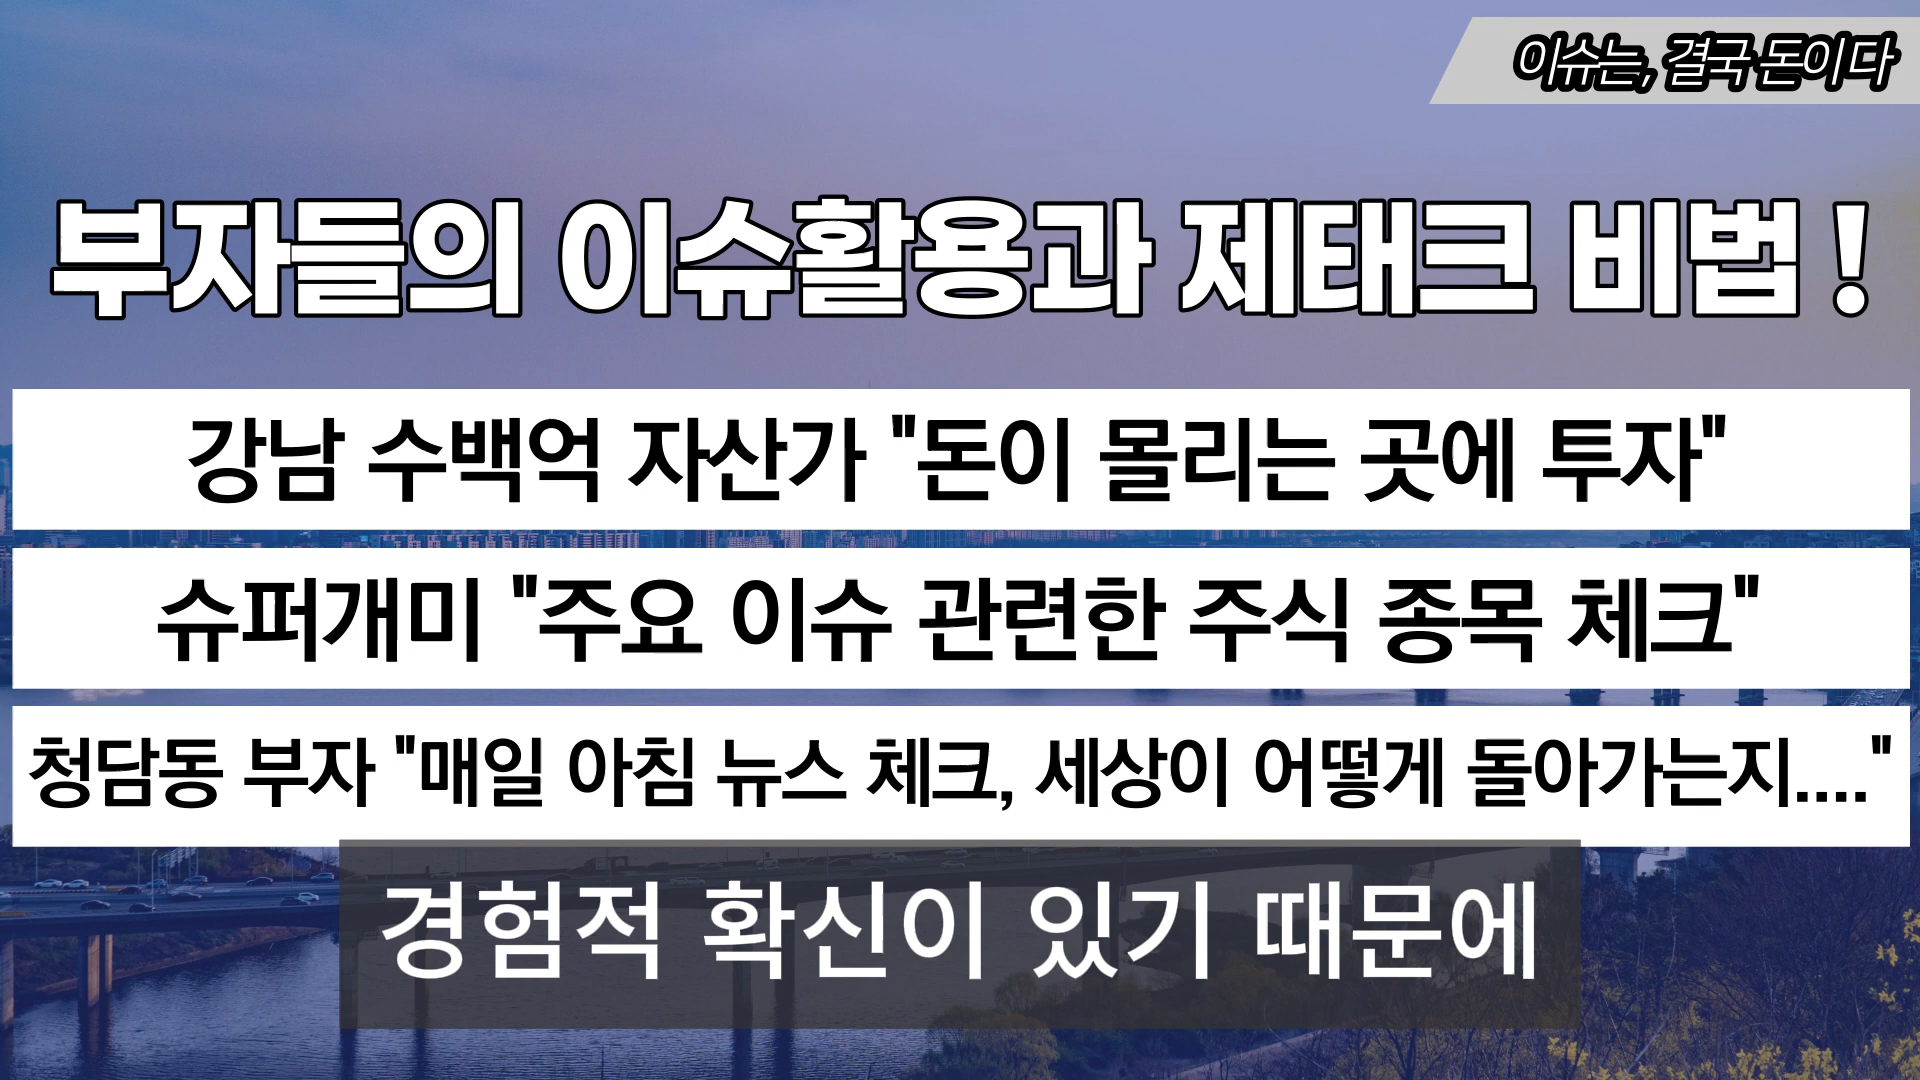 이슈는, 결국 돈이다
부자들의 이슈활용과 제태크 비법 !
강남 수백억 자산가 "돈이 몰리는 곳에 투자"
슈퍼개미 "주요 이슈 관련한 주식 종목 체크"
청담동 부자 "매일 아침 뉴스 체크, 세상이 어떻게 돌아가는지...."
경험적 확신이 있기 때문에